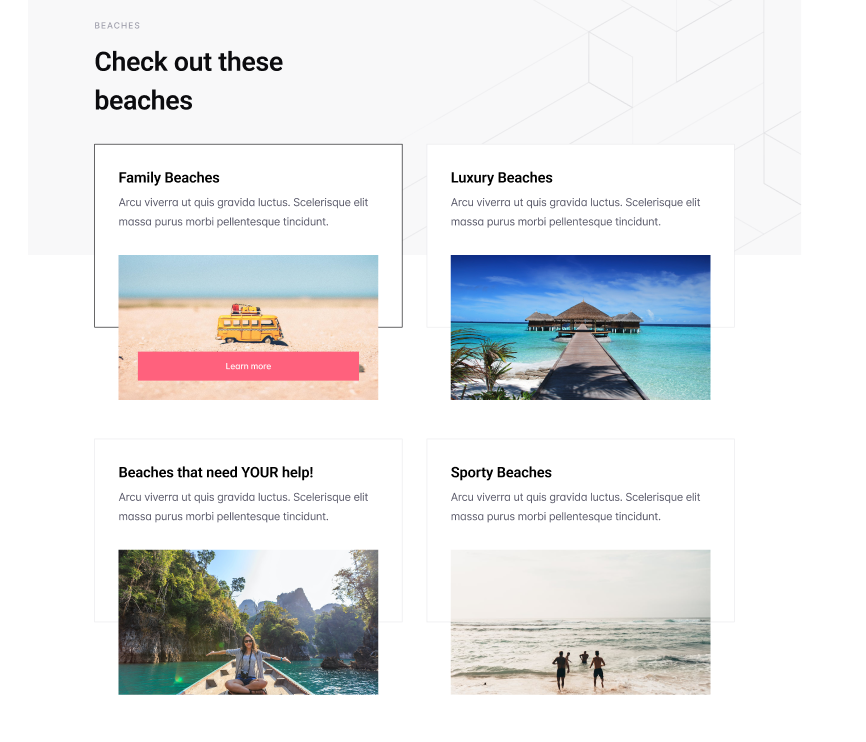 BEACHES
Check out these
beaches
Family Beaches
Arcu viverra ut quis gravida luctus. Scelerisque elit
massa purus morbi pellentesque tincidunt.
Learn more
Luxury Beaches
Arcu viverra ut quis gravida luctus. Scelerisque elit
massa purus morbi pellentesque tincidunt.
Beaches that need YOUR help!
Arcu viverra ut quis gravida luctus. Scelerisque elit
massa purus morbi pellentesque tincidunt.
Sporty Beaches
Arcu viverra ut quis gravida luctus. Scelerisque elit
massa purus morbi pellentesque tincidunt.